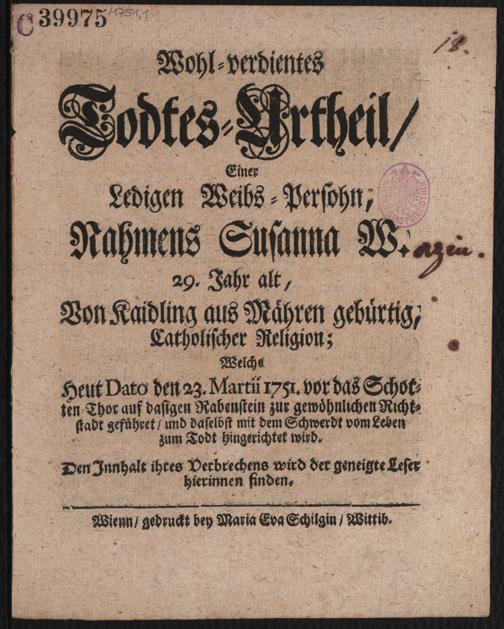 C 39975 /1751,1
18.
Wohl-verdientes
Todtes-Urtheil/
Einer
Ledigen Weibs-Persohn,
Nahmens Susanna W. agin.
29. Jahr alt,
Von Kaidling aus Mähren gebürtig,
Catholischer Religion;
Welche
Heut Dato den 23. Martii 1751. vor das Schot-
ten Thor auf dasigen Rabenstein zur gewöhnlichen Richt-
stadt geführet/ und daselbst mit dem Schwerdt vom Leben
zum Todt hingerichtet wird.
Den Innhalt ihres Verbrechens wird der geneigte Leser
hierinnen finden.
Wienn/ gedruckt bey Maria Eva Schilgin/ Wittib.